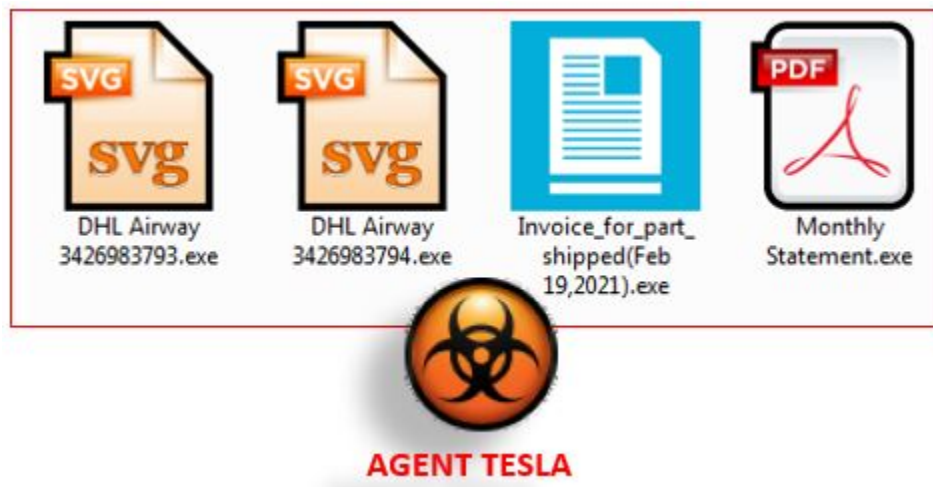 SVG
svg
DHL Airway
3426983793.exe
SVG
svg
DHL Airway
3426983794.exe
Invoice_for_part_
shipped(Feb
19,2021).exe
PDF
Monthly
Statement.exe
AGENT TESLA